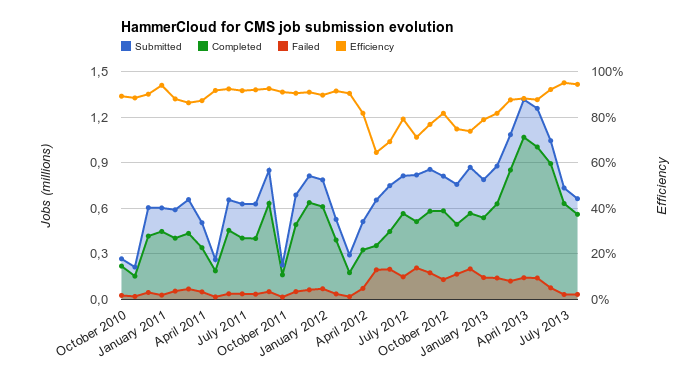 HammerCloud for CMS job submission evolution
Submitted Completed Failed Efficiency
1,5 100%
1,2 80%
0,9 60%
0,6 40%
0,3 20%
0,0 0%
Jobs (millions)
Efficiency
October 2010 January 2011 April 2011 July 2011 October 2011 January 2012 April 2012 July 2012 October 2012 January 2013 April 2013 July 2013